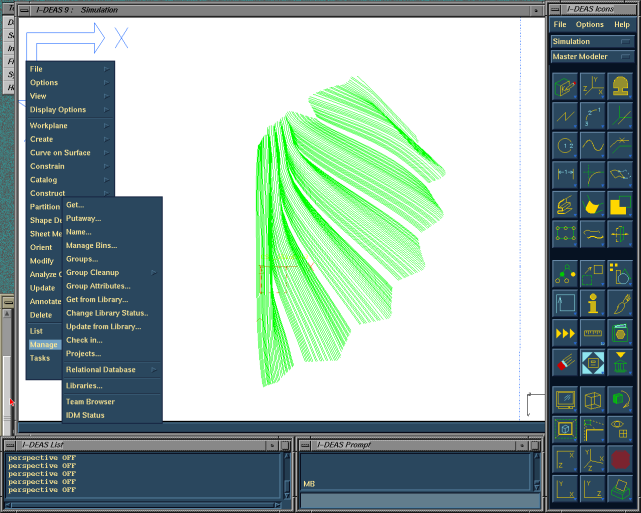 I-DEAS 9 : Simulation
X
File
Options
View
Display Options
Workplane
Create
Curve on Surface
Constrain
Catalog
Construct
Partition
Shape De
Sheet Me
Orient
Modify
Analyze
Update
Annotate
Delete
List
Manage
Tasks
Get...
Putaway...
Name...
Manage Bins...
Groups...
Group Cleanup
Group Attributes...
Get from Library...
Change Library Status..
Update from Library...
Check in...
Projects...
Relational Database
Libraries...
Team Browser
IDM Status
I-DEAS Icons
File Options Help
Simulation
Master Modeler
I-DEAS List
perspective OFF
perspective OFF
perspective OFF
perspective OFF
perspective OFF
I-DEAS Prompt
MB